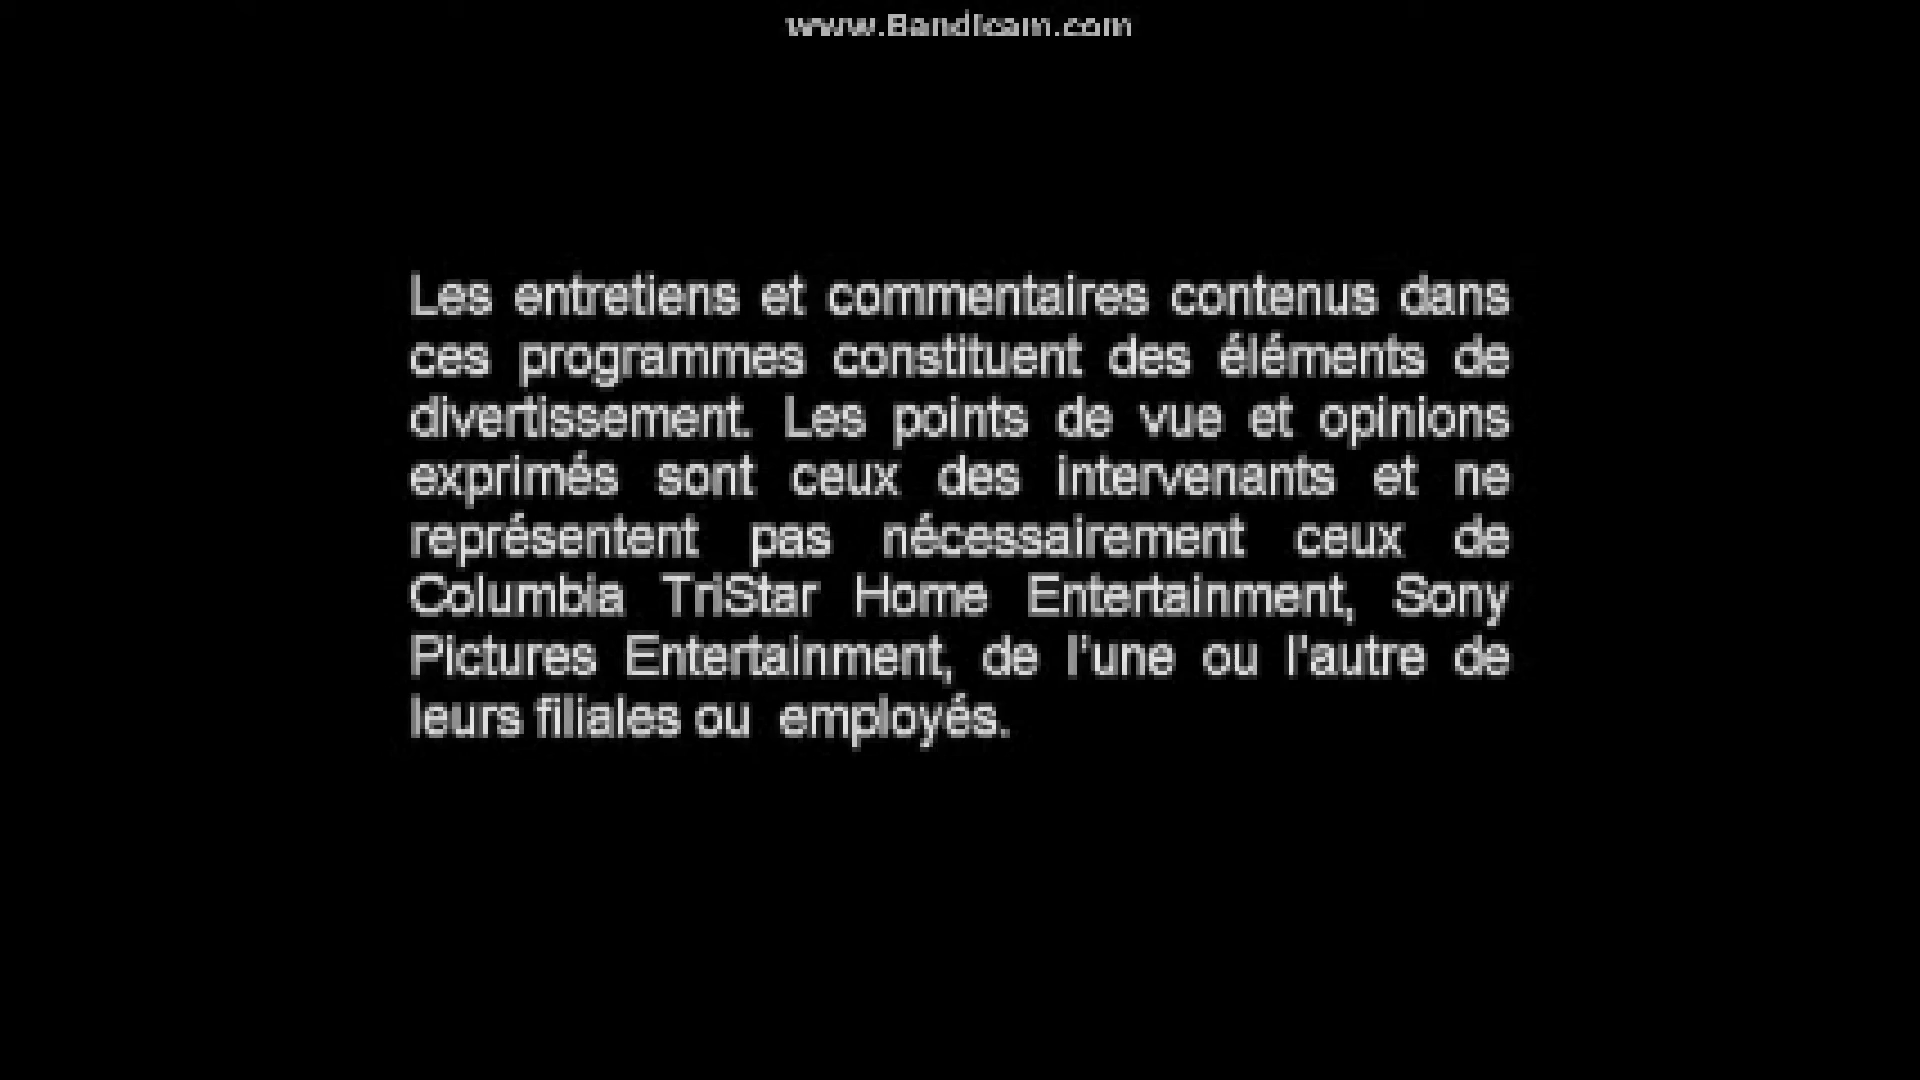 www.Bandicam.com
Les entretiens et commentaires contenus dans
ces programmes constituent des éléments de
divertissement. Les points de vue et opinions
exprimés sont ceux des intervenants et ne
représentent pas nécessairement ceux de
Columbia TriStar Home Entertainment, Sony
Pictures Entertainment, de l'une ou l'autre de
leurs filiales ou employés.